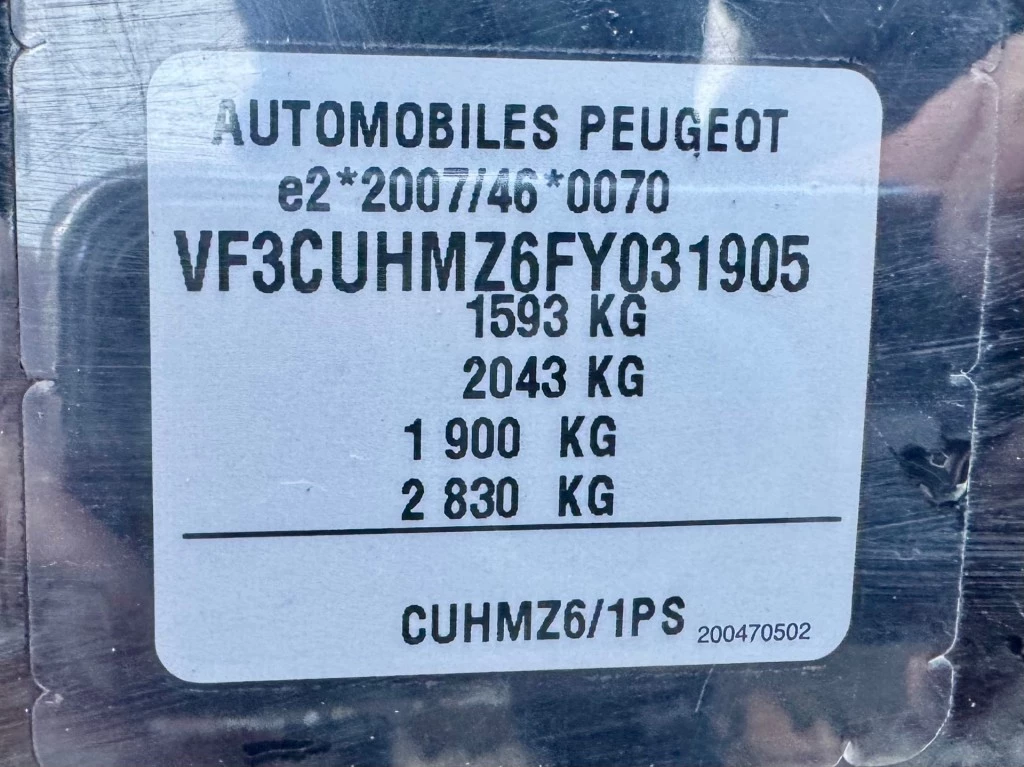 AUTOMOBILES PEUGEOT
e2*2007/46*0070
VF3CUHMZ6FY031905
1593 KG
2043 KG
1 900 KG
2 830 KG
CUHMZ6/1PS 200470502